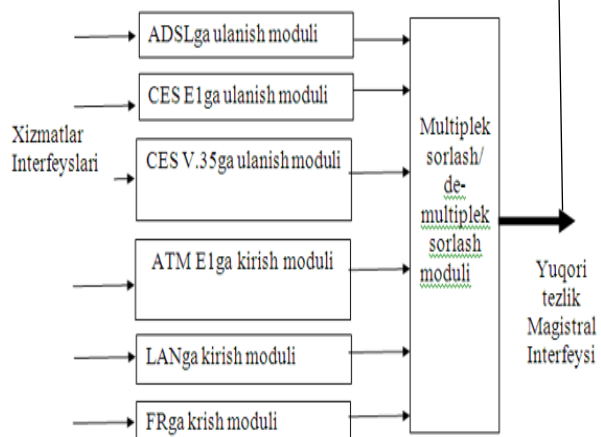 ADSLga ulanish moduli
CES E1ga ulanish moduli
Xizmatlar
Interfeyslari
CES V.35ga ulanish moduli
ATM E1ga kirish moduli
LANga kirish moduli
FRga krish moduli
Multiplek
sorlash/
de-
multiplek
sorlash
moduli
Yuqori
tezlik
Magistral
Interfeysi